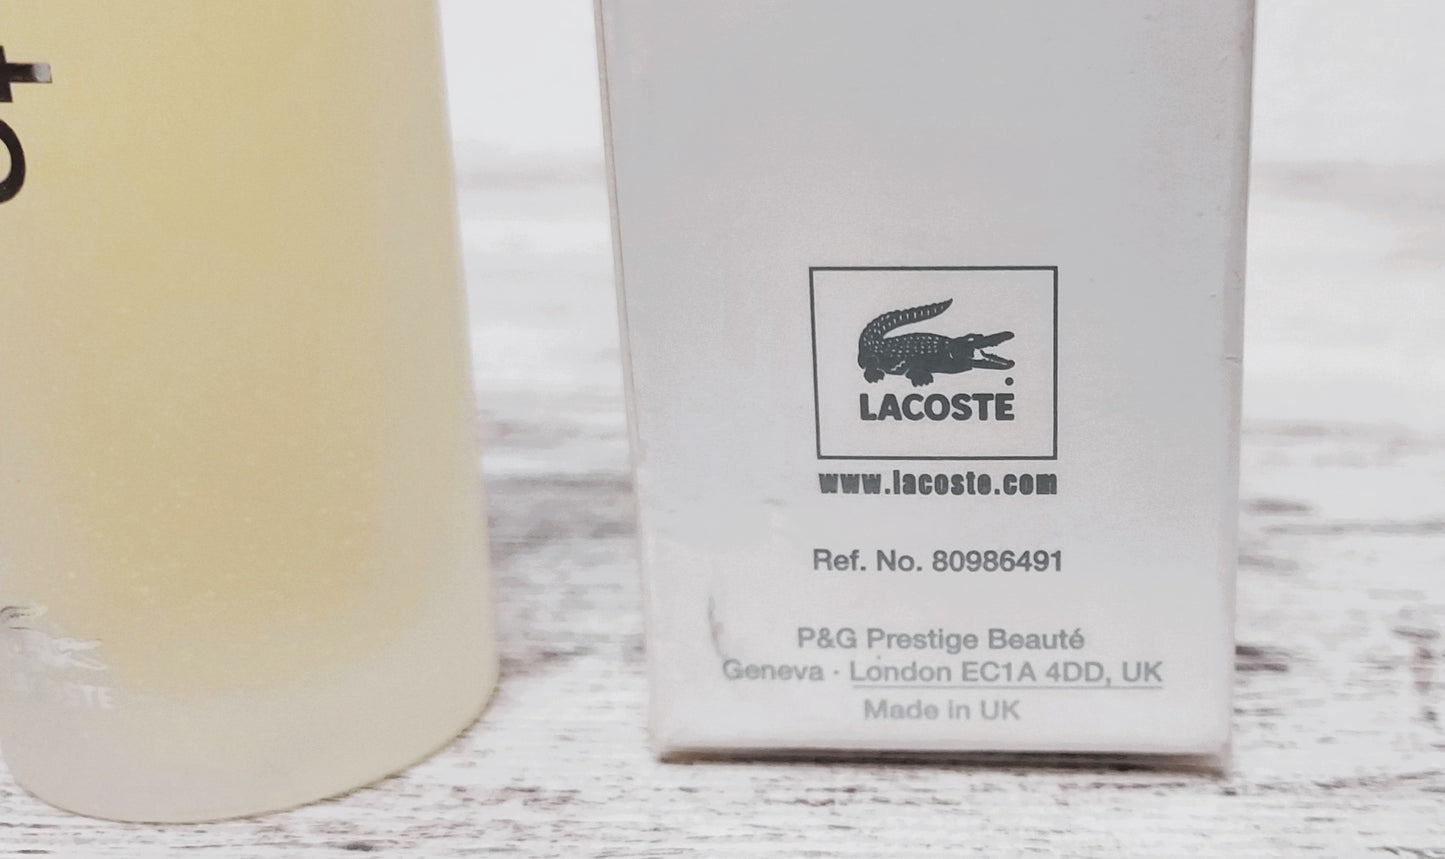 LACOSTE
www.lacoste.com
Ref. No. 80986491
P&G Prestige Beauté
Geneva · London EC1A 4DD, UK
Made in UK